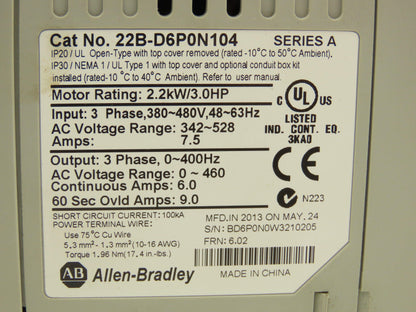 Cat No. 22B-D6P0N104 SERIES A
IP20 / UL Open-Type with top cover removed (rated -10°C to 50°C Ambient).
IP30 / NEMA 1 / UL Type 1 with top cover and optional conduit box kit
installed (rated-10 °C to 40°C Ambient). Refer to user manual.
Motor Rating: 2.2kW/3.0HP
Input: 3 Phase,380~480V,48~63Hz
AC Voltage Range: 342~528
Amps: 7.5
Output: 3 Phase, 0~400Hz
AC Voltage Range: 0 ~ 460
Continuous Amps: 6.0
60 Sec Ovld Amps: 9.0
UL
®
LISTED
IND. CONT. EQ.
3KA0
CE
N223
SHORT CIRCUIT CURRENT: 100kA
POWER TERMINAL WIRE:
Use 75°C Cu Wire
5.3 mm² - 1.3 mm² (10-16 AWG)
Torque 1.96 Nm(17.4 in.-lbs.)
MFD.IN 2013 ON MAY. 24
S/N: BD6P0N0W3210205
FRN: 6.02
AB Allen-Bradley
MADE IN CHINA